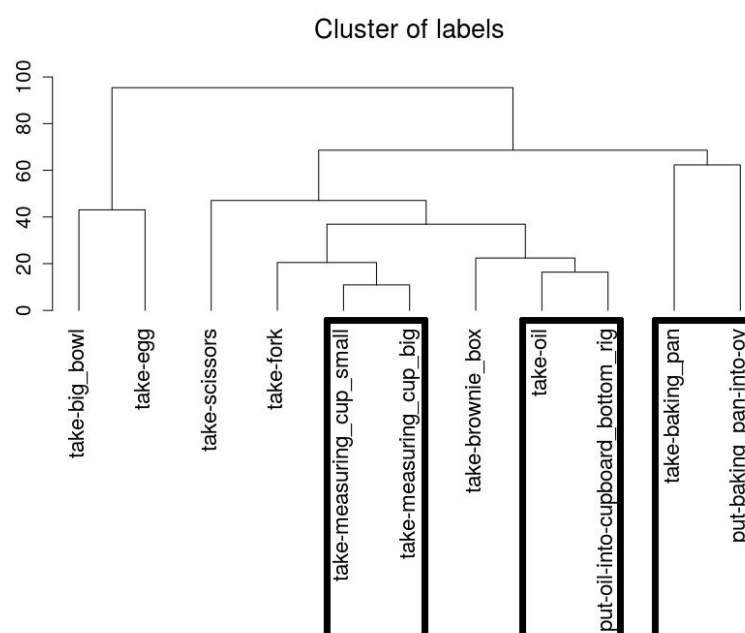 Cluster of labels
100
80
60
40
20
0
take-big_bowl
take-egg
take-scissors
take-fork
take-measuring_cup_small
take-measuring_cup_big
take-brownie_box
take-oil
put-oil-into-cupboard_bottom_rig
take-baking_pan
put-baking_pan-into-ov